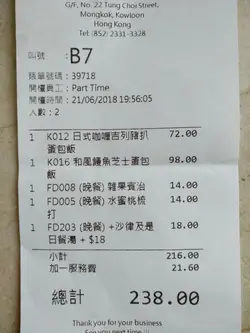 G/F, No. 22 Tung Choi Street,
Mongkok, Kowloon
Hong Kong
Tel: (852) 2331-3328
叫號 : B7
賬單號碼 : 39718
開檯員工 : Part Time
開檯時間 : 21/06/2018 19:56:05
人數 : 2
1 K012 日式咖喱吉列豬扒 72.00
蛋包飯
1 K016 和風鰻魚芝士蛋包 98.00
飯
1 FD008 (晚餐) 雜果賓治 14.00
1 FD005 (晚餐) 水蜜桃梳 14.00
打
1 FD203 (晚餐) +沙律及是 18.00
日餐湯 + $18
小計 216.00
加一服務費 21.60
總計 238.00
Thank you for your business